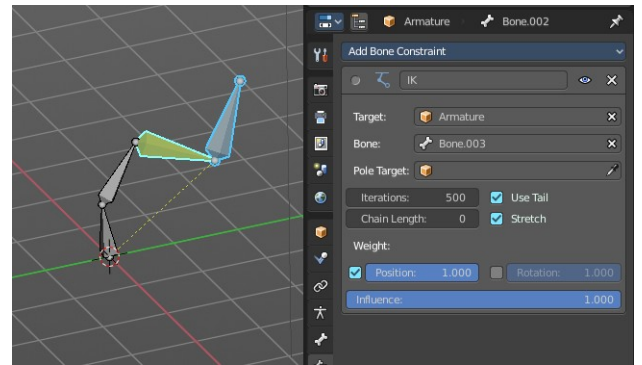 Armature Bone.002
Add Bone Constraint
IK
Target: Armature
Bone: Bone.003
Pole Target:
Iterations: 500 Use Tail
Chain Length: 0 Stretch
Weight:
Position: 1.000 Rotation: 1.000
Influence: 1.000